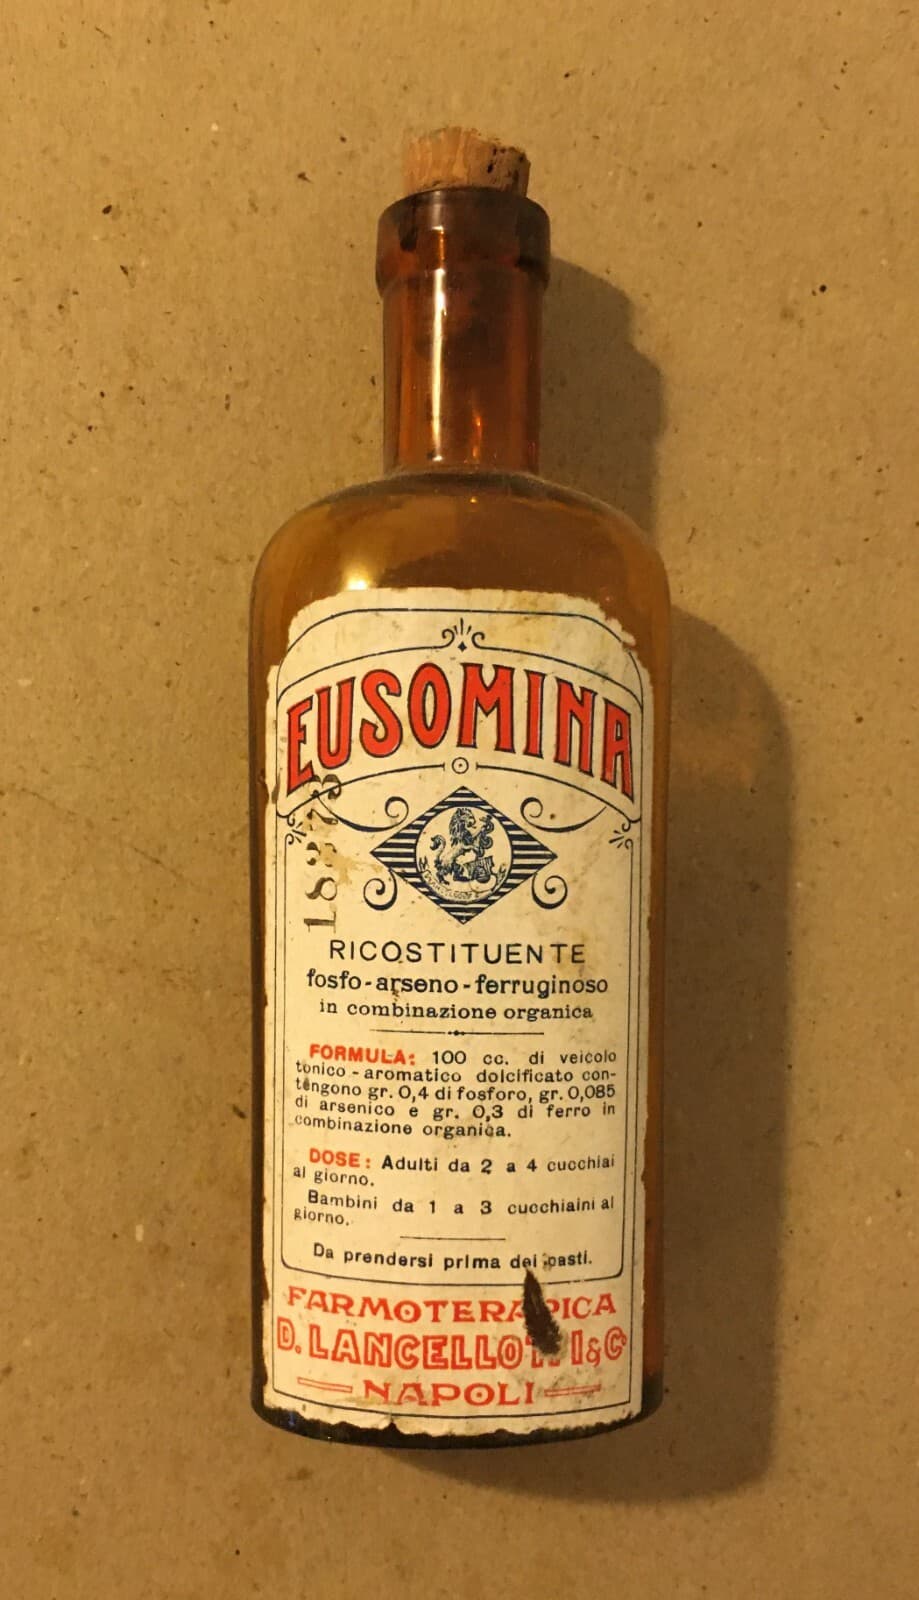 EUSOMINA
18873
RICOSTITUENTE
fosfo-arseno-ferruginoso
in combinazione organica
FORMULA: 100 cc. di veicolo
tonico-aromatico dolcificato con-
tengono gr. 0,4 di fosforo, gr. 0,085
di arsenico e gr. 0,3 di ferro in
combinazione organica.
DOSE: Adulti da 2 a 4 cucchiai
al giorno.
Bambini da 1 a 3 cucchiaini al
giorno.
Da prendersi prima dei pasti.
FARMOTERAPICA
D. LANCELLOTTI & C.
NAPOLI